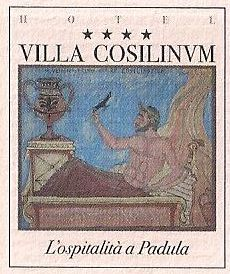 HOTEL
★★★★
VILLA COSILINVM
L'ospitalità a Padula